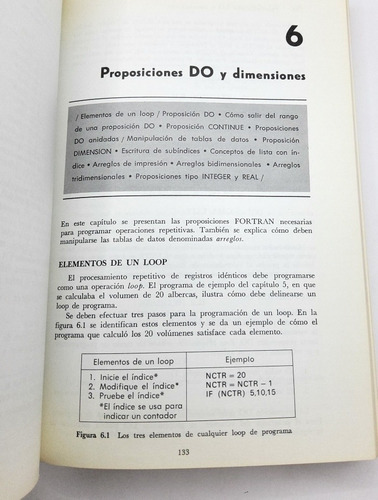 6
Proposiciones DO y dimensiones
/ Elementos de un loop / Proposición DO • Cómo salir del rango
de una proposición DO • Proposición CONTINUE • Proposiciones
DO anidadas / Manipulación de tablas de datos • Proposición
DIMENSION • Escritura de subíndices • Conceptos de lista con ín-
dice • Arreglos de impresión • Arreglos bidimensionales • Arreglos
tridimensionales • Proposiciones tipo INTEGER y REAL /
En este capítulo se presentan las proposiciones FORTRAN necesarias
para programar operaciones repetitivas. También se explica cómo deben
manipularse las tablas de datos denominadas arreglos.
ELEMENTOS DE UN LOOP
El procesamiento repetitivo de registros idénticos debe programarse
como una operación loop. El programa de ejemplo del capítulo 5, en que
se calculaba el volumen de 20 albercas, ilustra cómo debe delinearse un
loop de programa.
Se deben efectuar tres pasos para la programación de un loop. En la
figura 6.1 se identifican estos elementos y se da un ejemplo de cómo el
programa que calculó los 20 volúmenes satisface cada elemento.
Elementos de un loop Ejemplo
1. Inicie el índice* NCTR = 20
2. Modifique el índice* NCTR = NCTR - 1
3. Pruebe el índice* IF (NCTR) 5,10,15
*El índice se usa para
indicar un contador
Figura 6.1 Los tres elementos de cualquier loop de programa
133